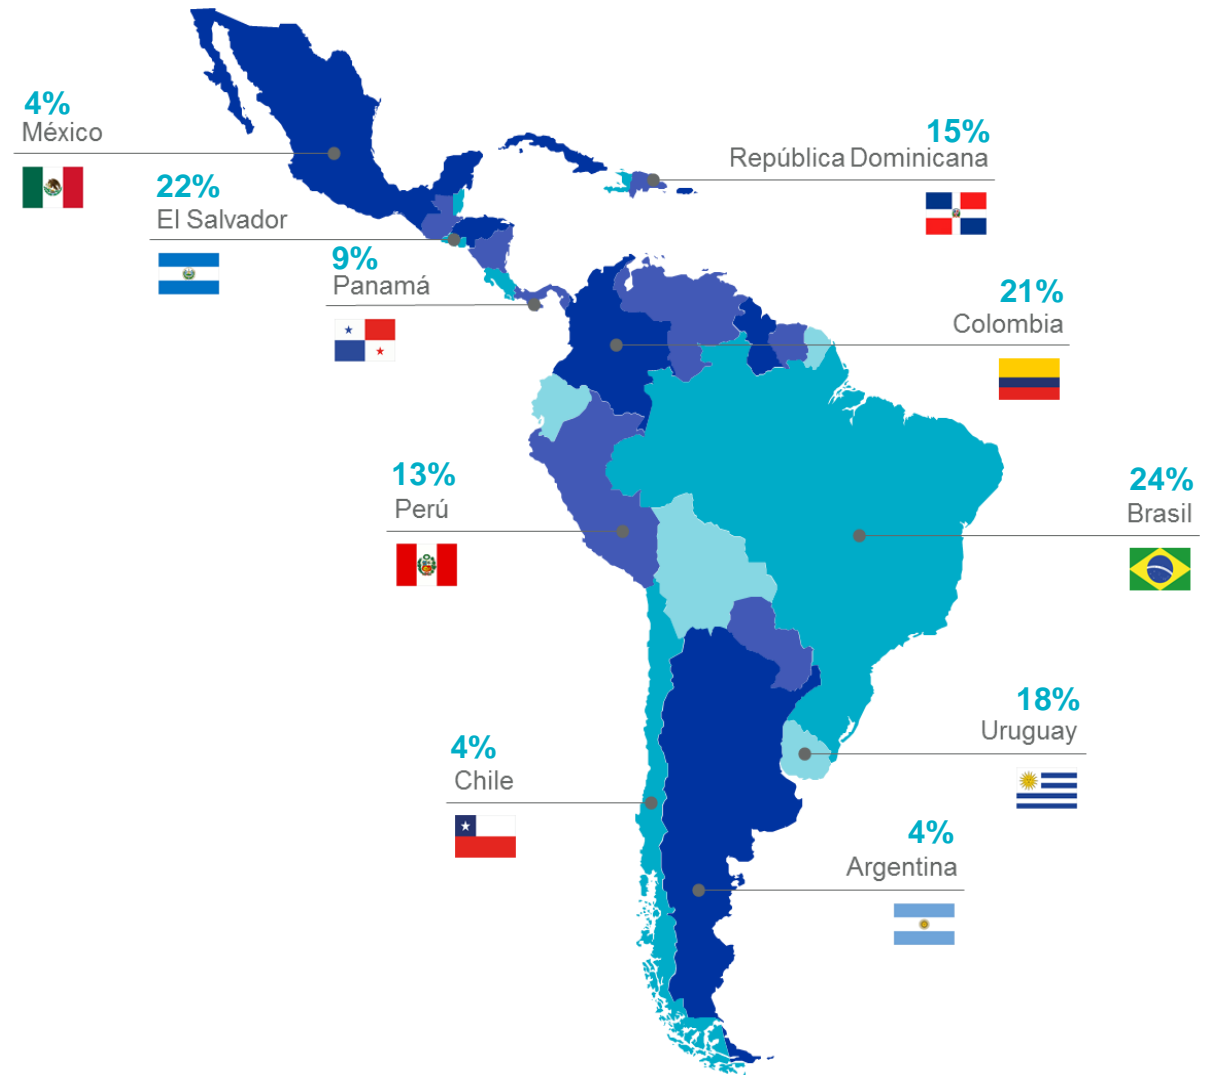 4%
México
15%
República Dominicana
22%
El Salvador
9%
Panamá
21%
Colombia
13%
Perú
24%
Brasil
18%
Uruguay
4%
Chile
4%
Argentina